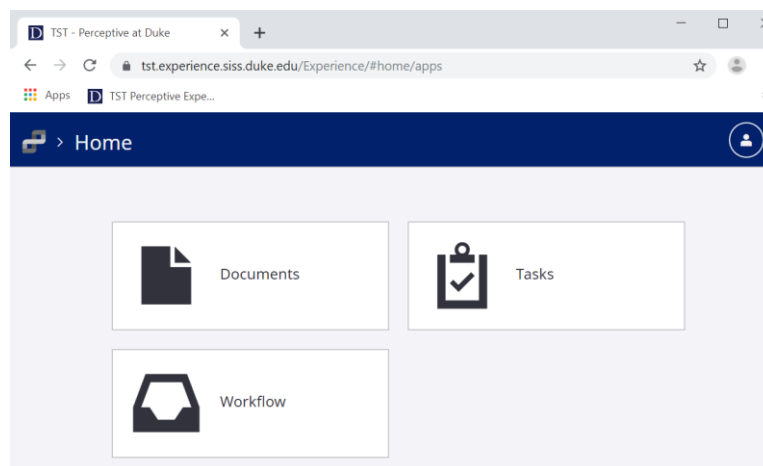 TST - Perceptive at Duke
tst.experience.siss.duke.edu/Experience/#home/apps
Apps TST Perceptive Expe...
> Home
Documents
Tasks
Workflow